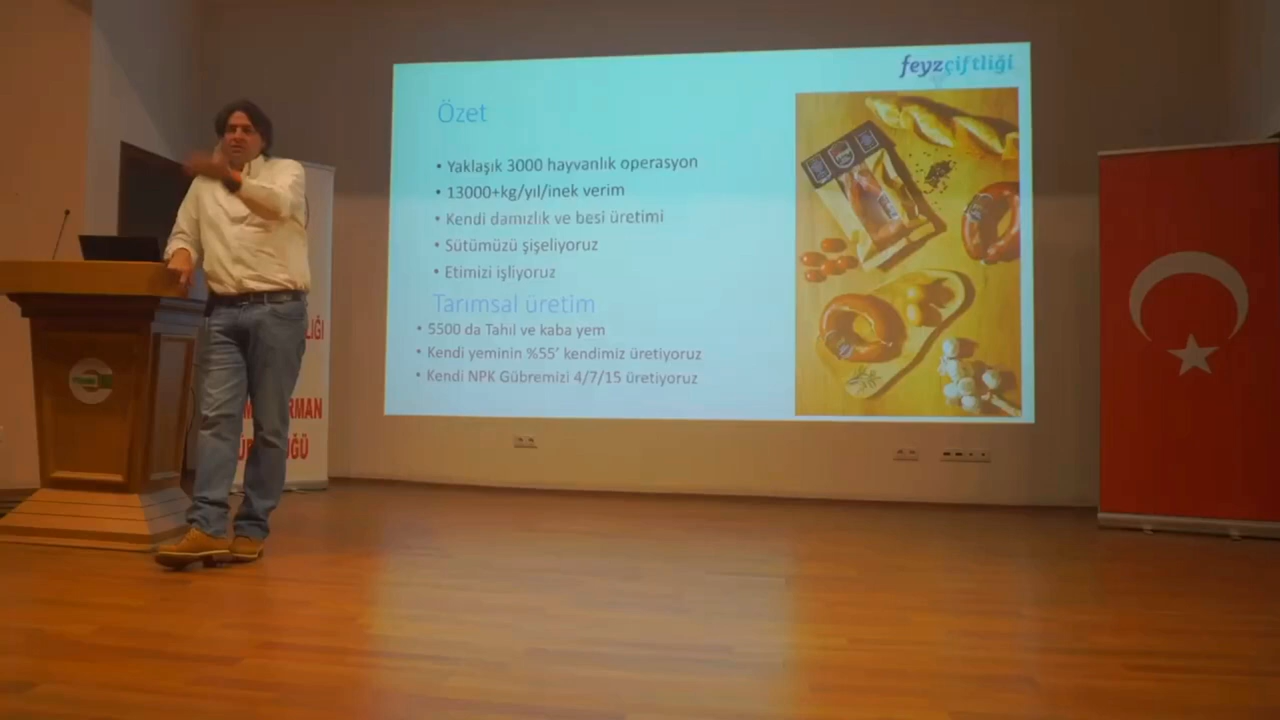 feyzçiftliği
Özet
• Yaklaşık 3000 hayvanlık operasyon
• 13000+kg/yıl/inek verim
• Kendi damızlık ve besi üretimi
• Sütümüzü şişeliyoruz
• Etimizi işliyoruz
Tarımsal üretim
• 5500 da Tahıl ve kaba yem
• Kendi yeminin %55’ kendimiz üretiyoruz
• Kendi NPK Gübremizi 4/7/15 üretiyoruz
LIĞI
RMAN